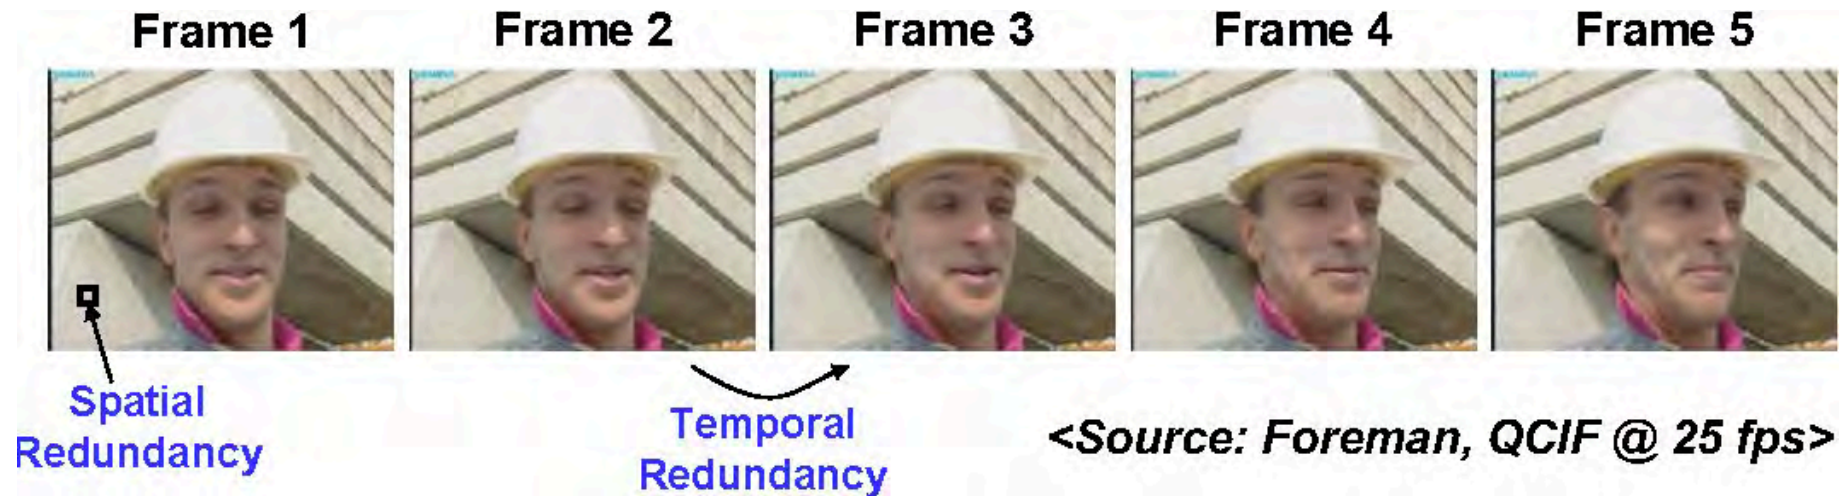 Frame 1 Frame 2 Frame 3 Frame 4 Frame 5
Spatial
Redundancy
Temporal
Redundancy
<Source: Foreman, QCIF @ 25 fps>